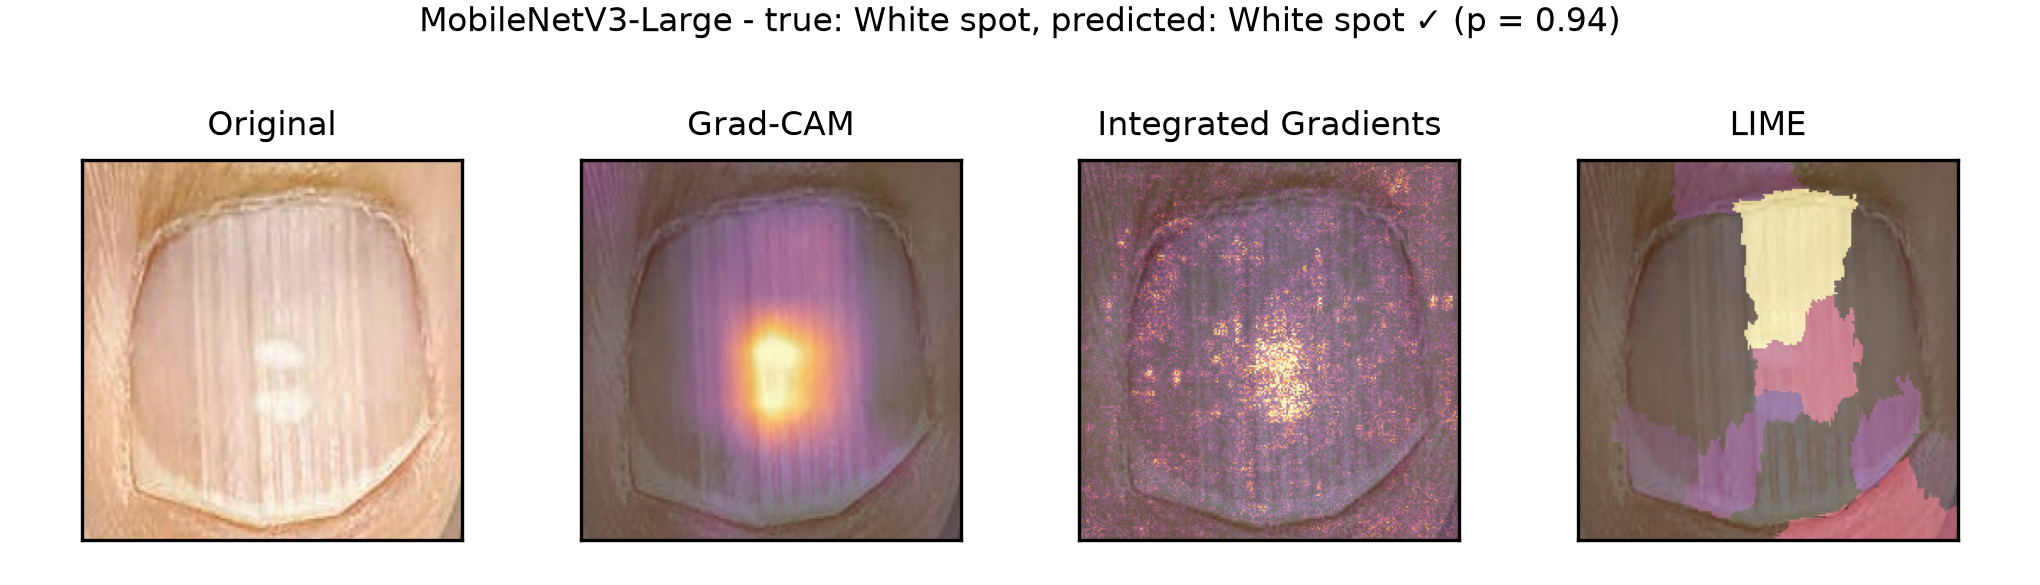 MobileNetV3-Large - true: White spot, predicted: White spot ✓ (p = 0.94)
Original
Grad-CAM
Integrated Gradients
LIME